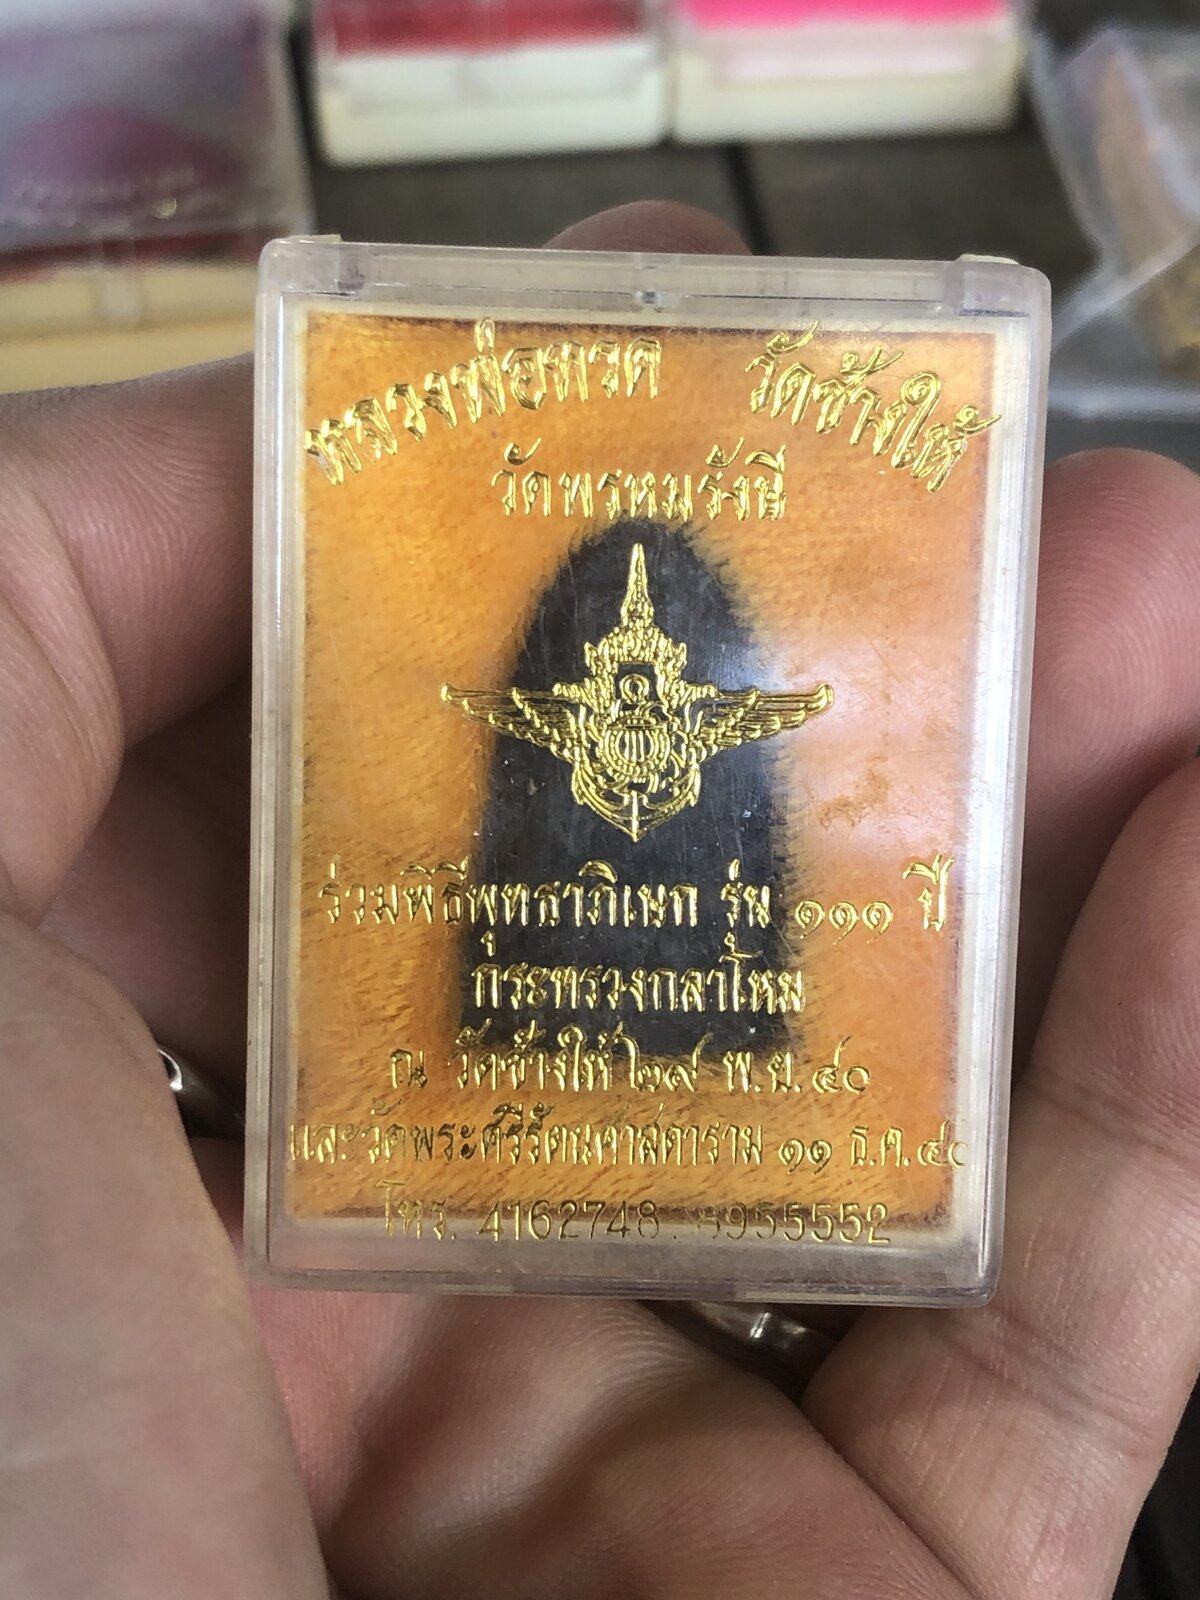 หลวงพ่อทวด วัดช้างให้
วัดพรหมรังษี
ร่วมพิธีพุทธาภิเษก รุ่น ๑๑๑ ปี
กระทรวงกลาโหม
ณ วัดช้างให้ ๒๙ พ.ย. ๔๐
และวัดพระศรีรัตนศาสดาราม ๑๑ ธ.ค. ๔๐
โทร. 4162748